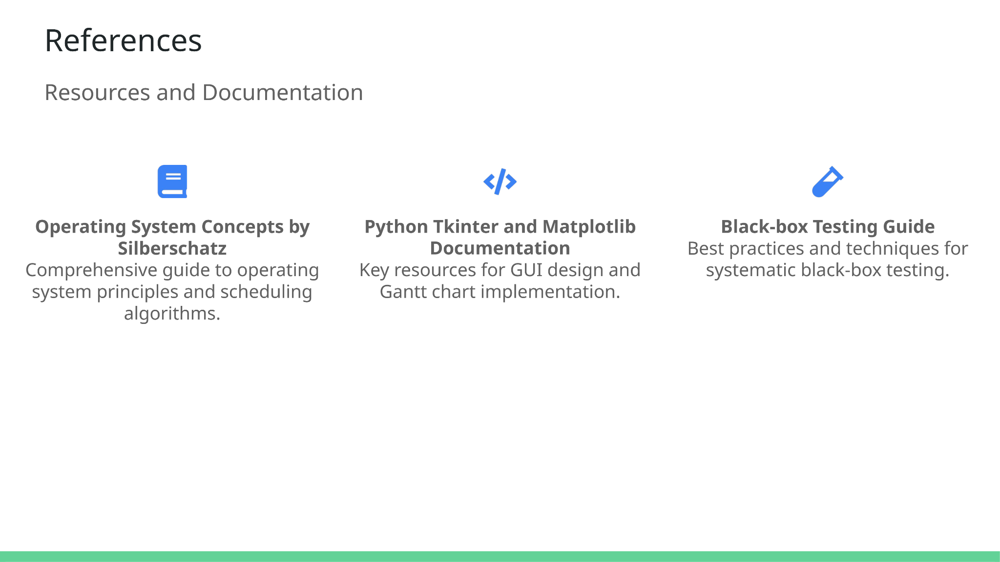 References
Resources and Documentation
Operating System Concepts by
Silberschatz
Comprehensive guide to operating
system principles and scheduling
algorithms.
Python Tkinter and Matplotlib
Documentation
Key resources for GUI design and
Gantt chart implementation.
Black-box Testing Guide
Best practices and techniques for
systematic black-box testing.